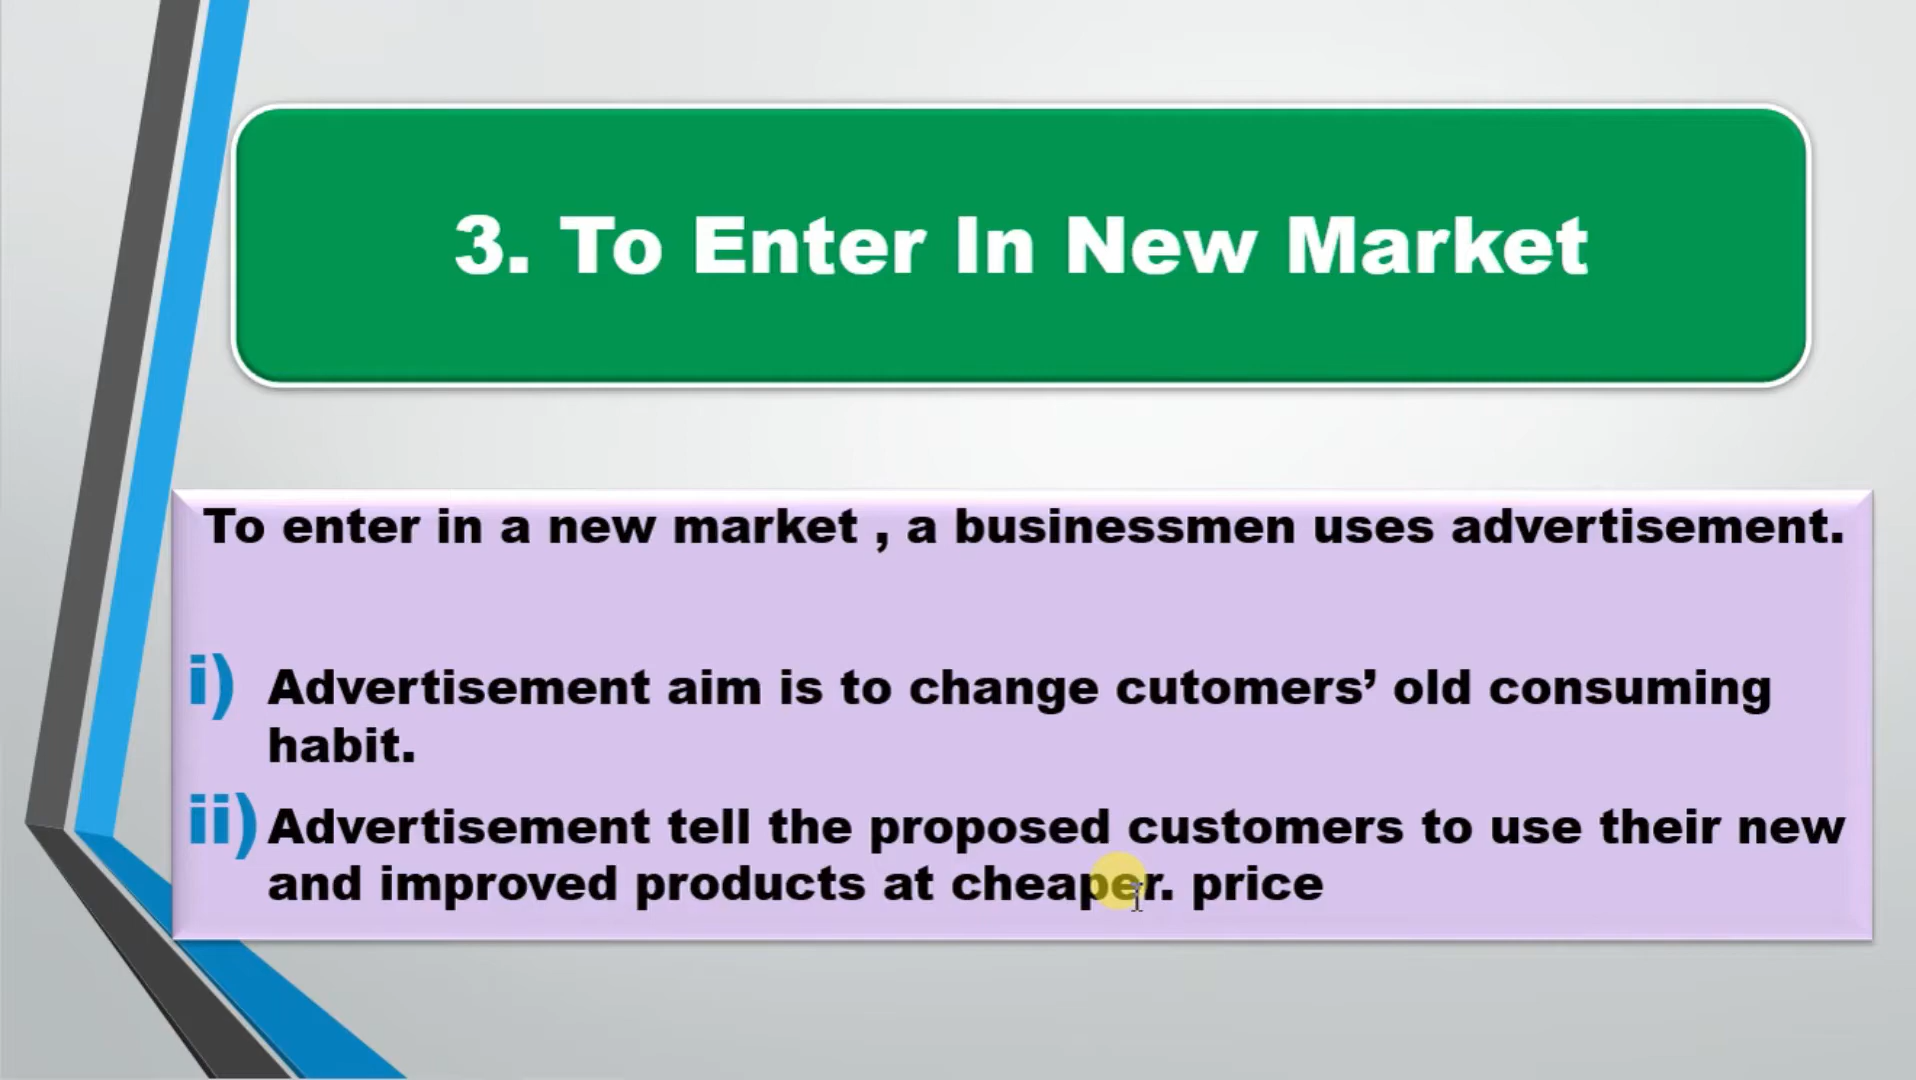 3. To Enter In New Market
To enter in a new market , a businessmen uses advertisement.
i) Advertisement aim is to change cutomers’ old consuming
habit.
ii) Advertisement tell the proposed customers to use their new
and improved products at cheaper. price